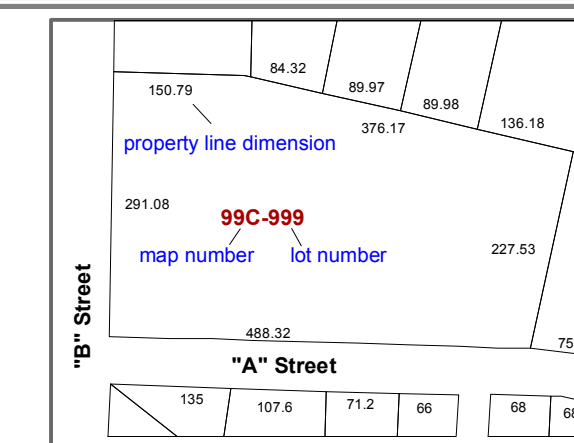 84.32
150.79
89.97
89.98
376.17
136.18
property line dimension
291.08
99C-999
map number
lot number
227.53
"B" Street
488.32
"A" Street
75
135
107.6
71.2
66
68
68